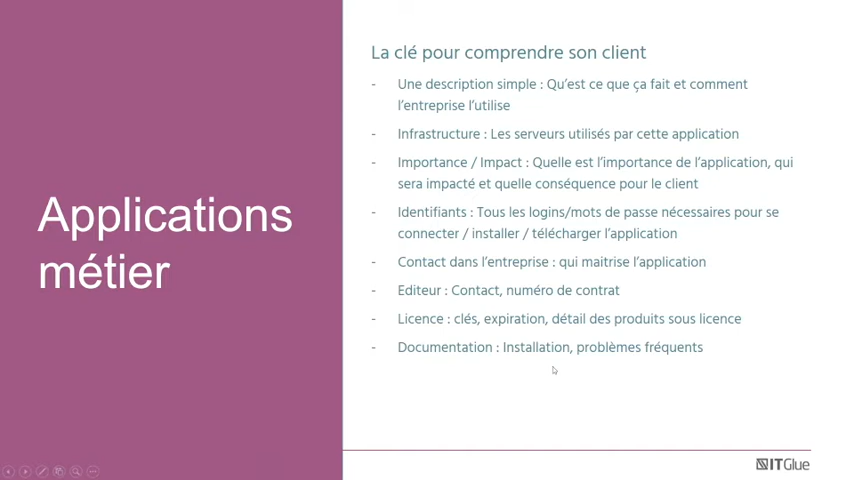 Applications
métier
La clé pour comprendre son client
- Une description simple : Qu'est ce que ça fait et comment
l'entreprise l'utilise
- Infrastructure : Les serveurs utilisés par cette application
- Importance / Impact : Quelle est l'importance de l'application, qui
sera impacté et quelle conséquence pour le client
- Identifiants : Tous les logins/mots de passe nécessaires pour se
connecter / installer / télécharger l'application
- Contact dans l'entreprise : qui maitrise l'application
- Editeur : Contact, numéro de contrat
- Licence : clés, expiration, détail des produits sous licence
- Documentation : Installation, problèmes fréquents
ITGlue